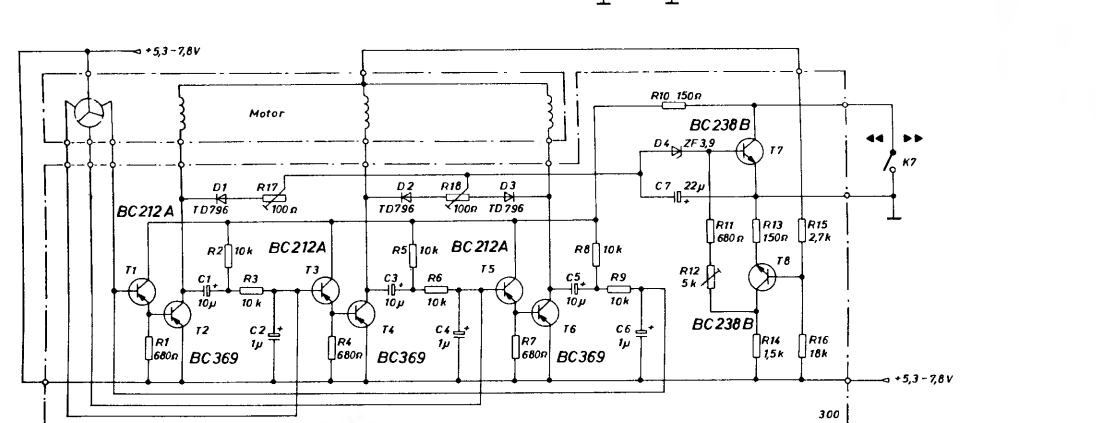 +5,3-7,8V
Motor
R10 150Ω
BC238B
D4 ZF3,9
T7
K7
C7 22µ
+
D1
R17
D2
R18
D3
TD796
100Ω
TD796
100Ω
TD796
BC212A
R11
680Ω
R13
150Ω
R15
2,7k
R2 10k
BC212A
R5 10k
BC212A
R8 10k
T1
C1 +
10µ
R3
10k
T3
C3 +
10µ
R6
10k
T5
C5 +
10µ
R9
10k
R12
5k
T8
T2
C2 +
1µ
T4
C4 +
1µ
T6
C6 +
1µ
BC238B
R1
680Ω
BC369
R4
680Ω
BC369
R7
680Ω
BC369
R14
1,5k
R16
18k
+5,3-7,8V
300